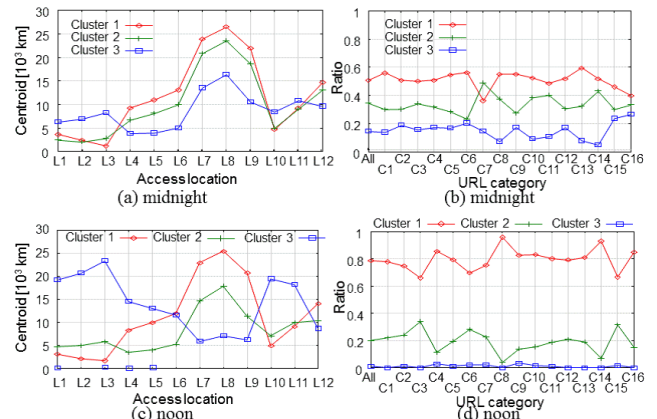 Cluster 1
Cluster 2
Cluster 3
Centroid [10³ km]
30
25
20
15
10
5
0
L1 L2 L3 L4 L5 L6 L7 L8 L9 L10 L11 L12
Access location
(a) midnight
Cluster 1
Cluster 2
Cluster 3
Ratio
1
0.8
0.6
0.4
0.2
0
All C2 C4 C6 C8 C10 C12 C14 C16
C1 C3 C5 C7 C9 C11 C13 C15
URL category
(b) midnight
Cluster 1 Cluster 2 Cluster 3
Centroid [10³ km]
30
25
20
15
10
5
0
L1 L2 L3 L4 L5 L6 L7 L8 L9 L10 L11 L12
Access location
(c) noon
Cluster 1 Cluster 2 Cluster 3
Ratio
1
0.8
0.6
0.4
0.2
0
All C2 C4 C6 C8 C10 C12 C14 C16
C1 C3 C5 C7 C9 C11 C13 C15
URL category
(d) noon